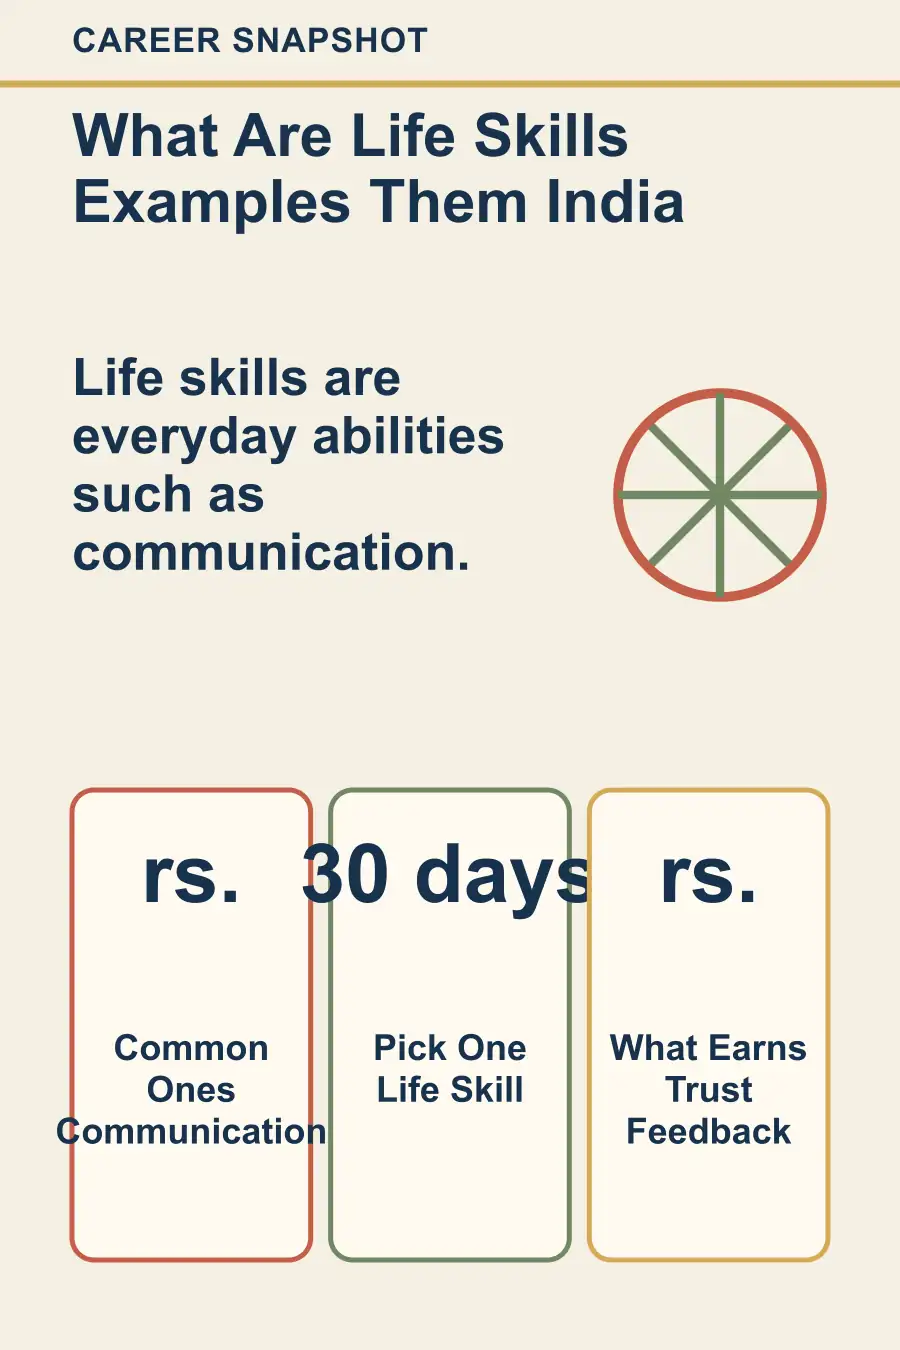 CAREER SNAPSHOT
What Are Life Skills
Examples Them India
Life skills are
everyday abilities
such as
communication.
rs.
Common
Ones
Communication
30 days
Pick One
Life Skill
rs.
What Earns
Trust
Feedback